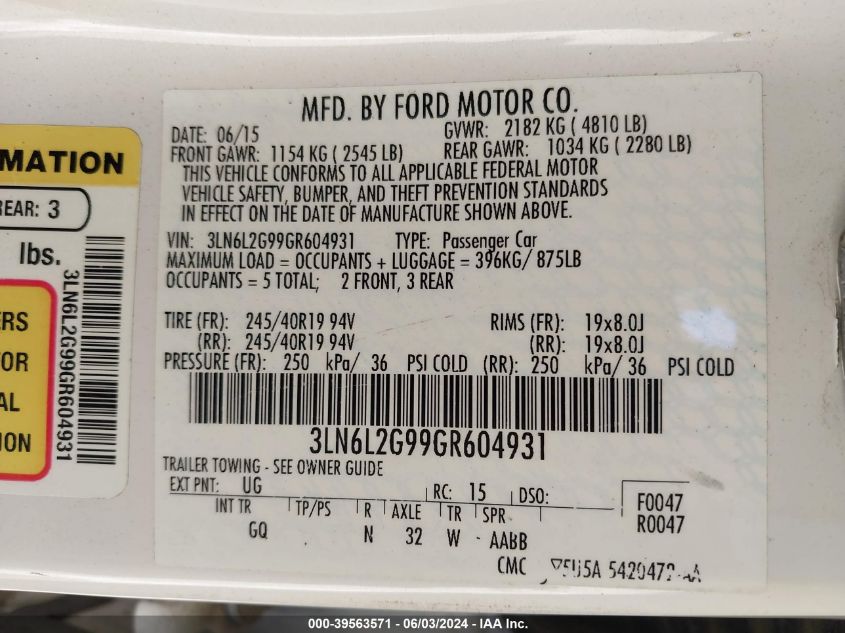 MFD. BY FORD MOTOR CO.
DATE: 06/15 GVWR: 2182 KG ( 4810 LB)
FRONT GAWR: 1154 KG ( 2545 LB) REAR GAWR: 1034 KG ( 2280 LB)
THIS VEHICLE CONFORMS TO ALL APPLICABLE FEDERAL MOTOR
VEHICLE SAFETY, BUMPER, AND THEFT PREVENTION STANDARDS
IN EFFECT ON THE DATE OF MANUFACTURE SHOWN ABOVE.
VIN: 3LN6L2G99GR604931 TYPE: Passenger Car
MAXIMUM LOAD = OCCUPANTS + LUGGAGE = 396KG/ 875LB
OCCUPANTS = 5 TOTAL; 2 FRONT, 3 REAR
TIRE (FR): 245/40R19 94V RIMS (FR): 19x8.0J
(RR): 245/40R19 94V (RR): 19x8.0J
PRESSURE (FR): 250 kPa/ 36 PSI COLD (RR): 250 kPa/ 36 PSI COLD
3LN6L2G99GR604931
TRAILER TOWING - SEE OWNER GUIDE
EXT PNT: UG RC: 15 DSO:
INT TR TP/PS R AXLE TR SPR
GQ N 32 W - AABB
F0047
R0047
CMC 5420472
MATION
REAR: 3
lbs.
ERS
TOR
AL
ION
3LN6L2G99GR604931
000-39563571 - 06/03/2024 - IAA Inc.